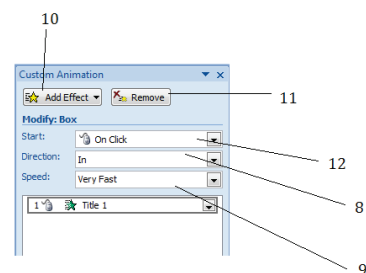 10
Custom Animation
Add Effect
Remove
11
Modify: Box
Start: On Click
12
Direction: In
8
Speed: Very Fast
9
1 Title 1